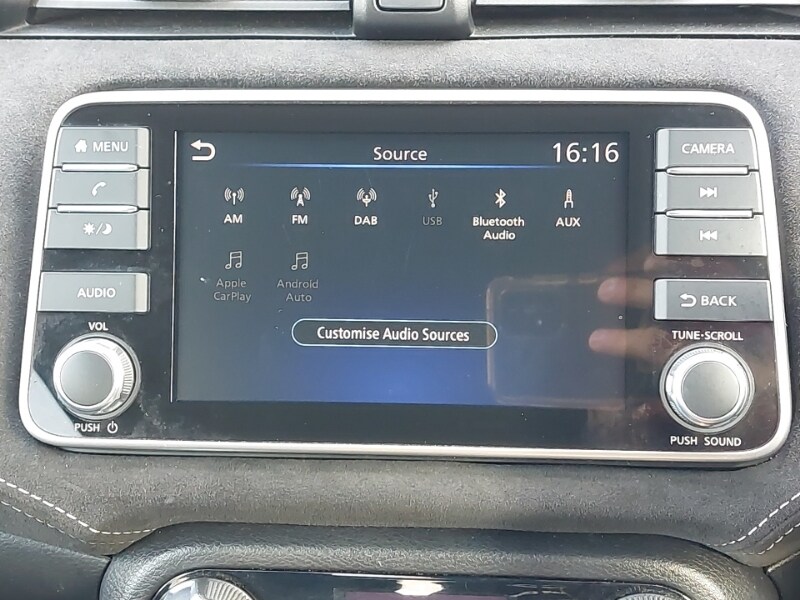 MENU
AUDIO
VOL
PUSH
Source 16:16
AM FM DAB USB Bluetooth Audio AUX
Apple CarPlay Android Auto
Customise Audio Sources
CAMERA
BACK
TUNE·SCROLL
PUSH SOUND